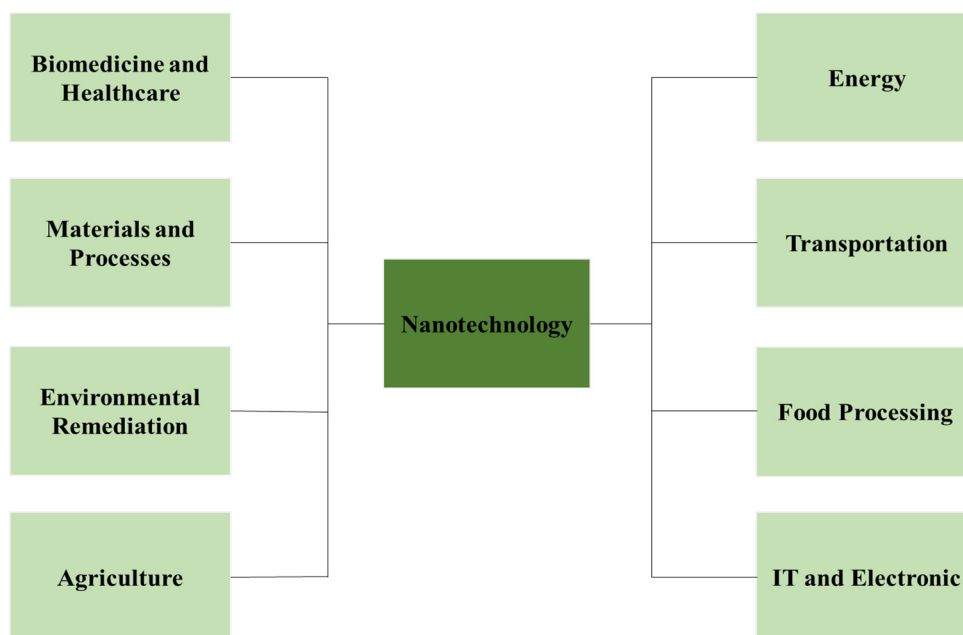 Biomedicine and
Healthcare
Materials and
Processes
Environmental
Remediation
Agriculture
Nanotechnology
Energy
Transportation
Food Processing
IT and Electronic